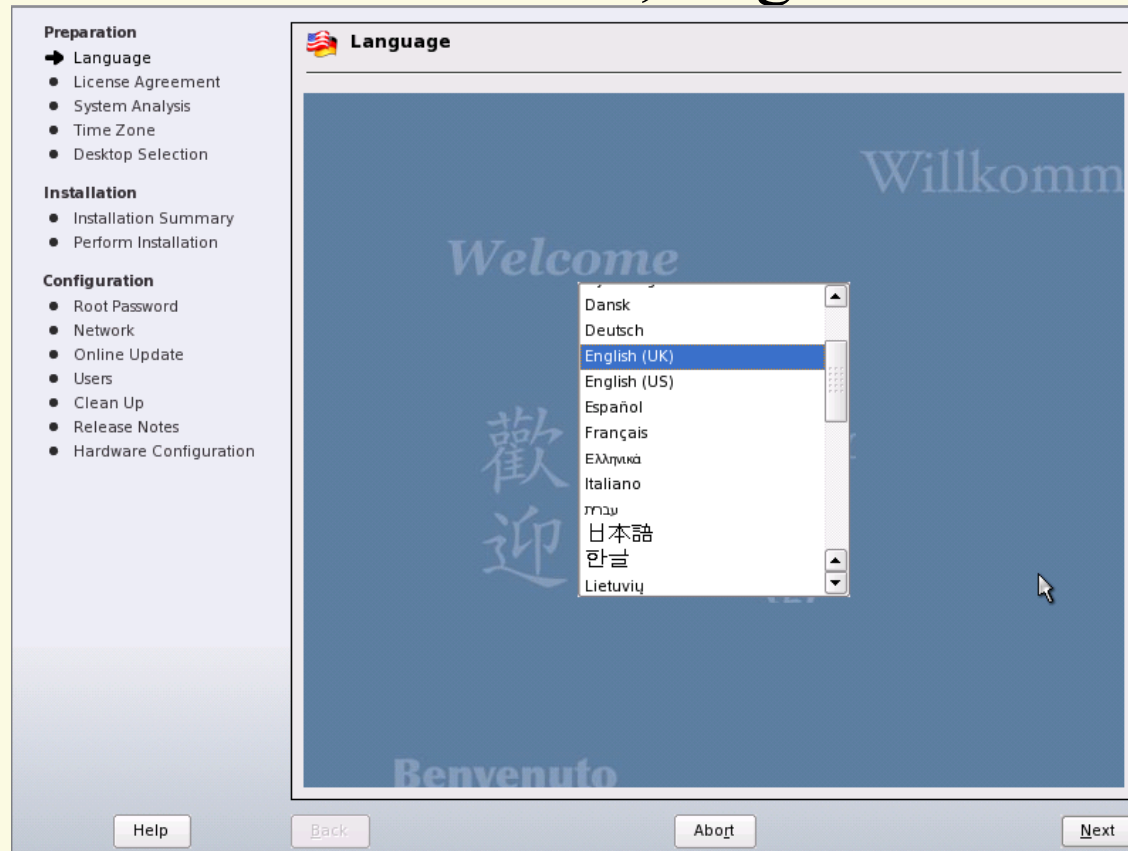 Preparation
Language
License Agreement
System Analysis
Time Zone
Desktop Selection
Installation
Installation Summary
Perform Installation
Configuration
Root Password
Network
Online Update
Users
Clean Up
Release Notes
Hardware Configuration
Language
Willkomm
Welcome
歡
迎
Dansk
Deutsch
English (UK)
English (US)
Español
Français
Ελληνικά
Italiano
עברית
日本語
한글
Lietuvių
Benvenuto
Help
Back
Abort
Next